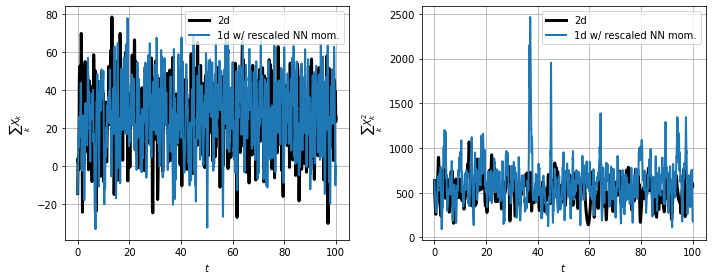 80
60
40
20
0
−20
0 20 40 60 80 100
t
∑ₖ Xₖ
2d
1d w/ rescaled NN mom.
2500
2000
1500
1000
500
0
0 20 40 60 80 100
t
∑ₖ Xₖ²
2d
1d w/ rescaled NN mom.